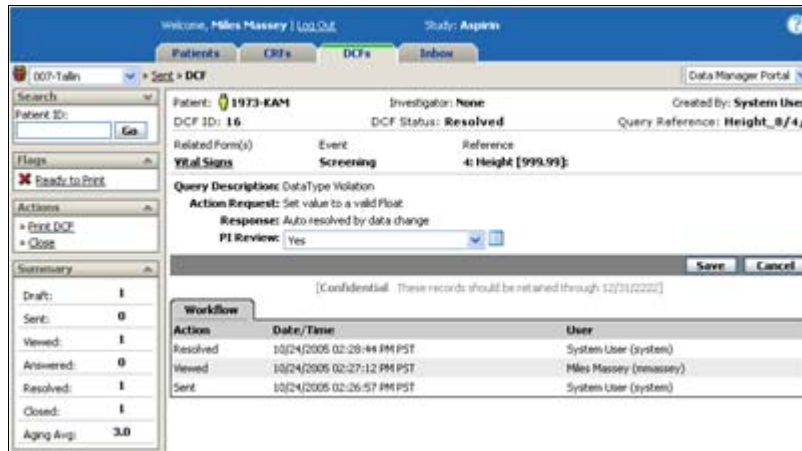 Welcome, Miles Massey | Log Out
Study: Aspirin
Patients
CRFs
DCFs
Inbox
007-Tallin
» Sent » DCF
Data Manager Portal
Search
Patient ID:
Go
Flags
Ready to Print
Actions
» Print DCF
» Close
Summary
Draft: 1
Sent: 0
Viewed: 1
Answered: 0
Resolved: 1
Closed: 1
Aging Avg: 3.0
Patient: 1973-KAM Investigator: None Created By: System Use
DCF ID: 16 DCF Status: Resolved Query Reference: Height_8/4/
Related Form(s) Event Reference
Vital Signs Screening 4: Height [999.99]:
Query Description: DataType Violation
Action Request: Set value to a valid Float
Response: Auto resolved by data change
PI Review: Yes
Save Cancel
[Confidential These records should be retained through 12/31/2222]
Workflow
Action Date/Time User
Resolved 10/24/2005 02:28:44 PM PST System User (system)
Viewed 10/24/2005 02:27:12 PM PST Miles Massey (mmassey)
Sent 10/24/2005 02:26:57 PM PST System User (system)